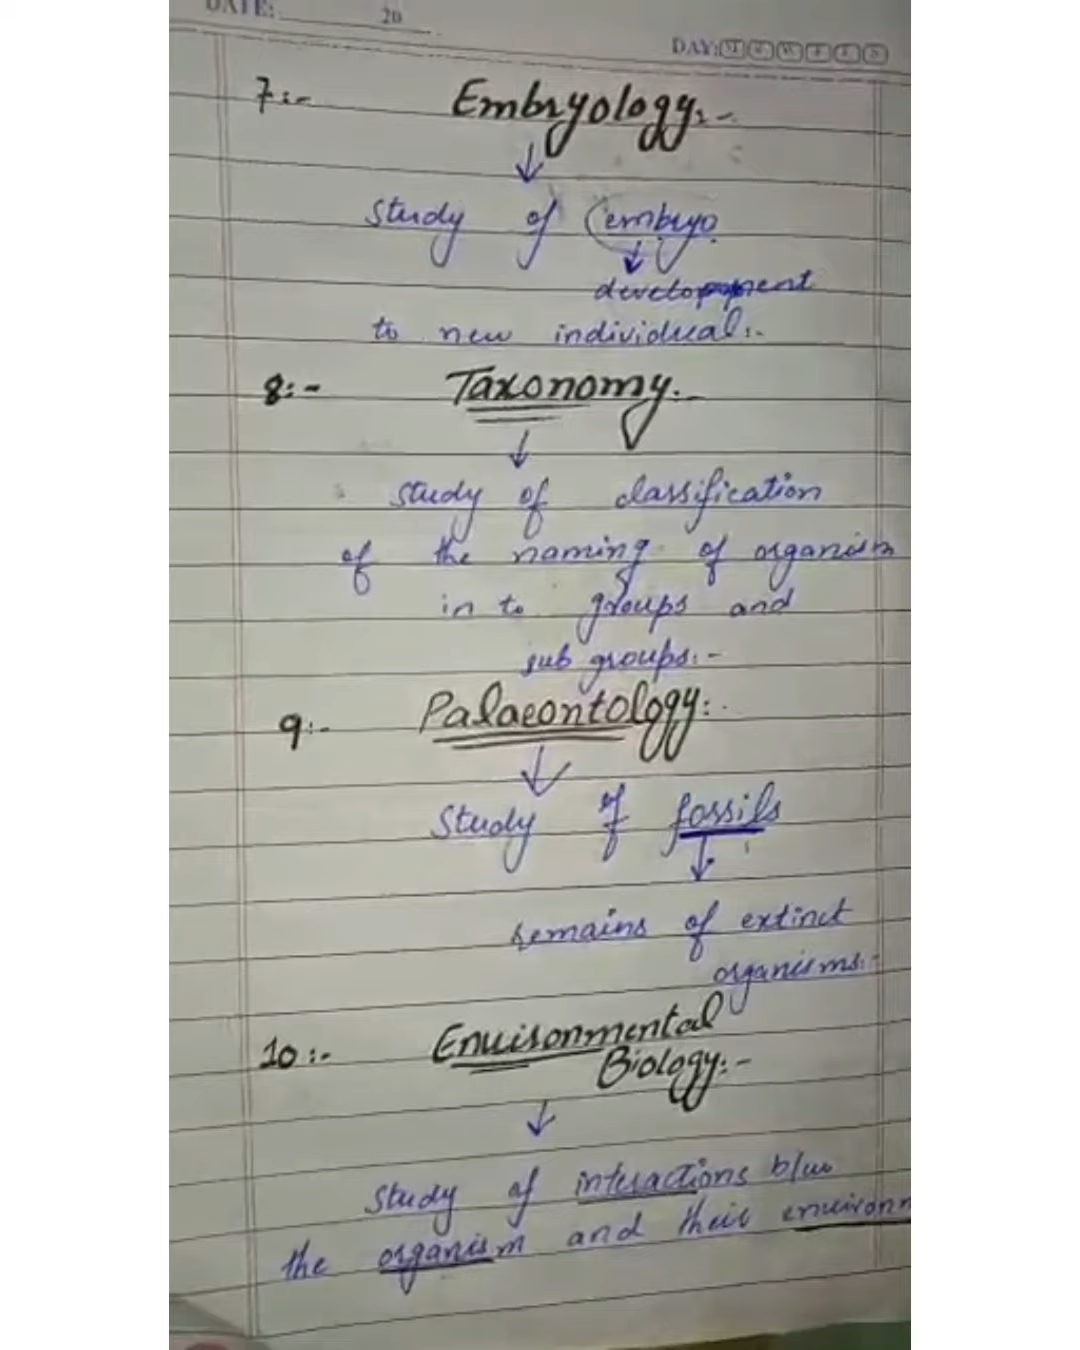 DATE: 20
DAY: M T W T F S
7:- Embryology:-
↓
study of (embryo
↓
development
to new individual:-
8:- Taxonomy:-
↓
study of classification
of the naming of organism
in to groups and
sub groups:-
9:- Palaeontology:-
↓
Study of fossils
↓
remains of extinct
organisms:-
10:- Environmental
Biology:-
↓
study of interactions b/w
the organism and their environ